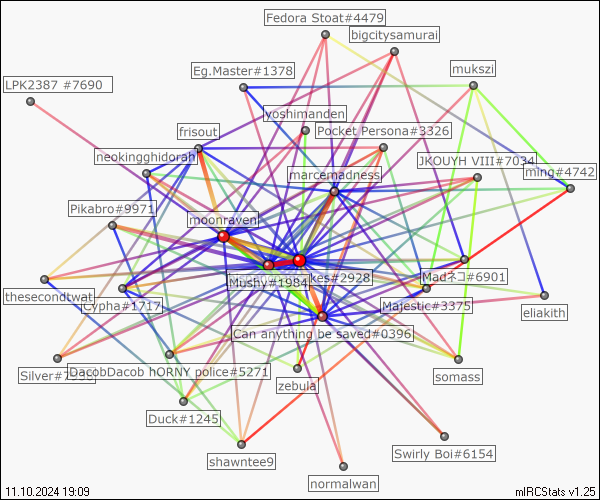 Fedora Stoat#4479
bigcitysamurai
Eg.Master#1378
mukszi
LPK2387 #7690
yoshimanden
frisout
Pocket Persona#3326
neokingghidorah
JKOUYH VIII#7034
marcemadness
ming#4742
Pikabro#9971
moonraven
Mushy#1984
kes#2928
Madネコ#6901
thesecondtwat
Cypha#1717
Majestic#3375
eliakith
Can anything be saved#0396
Silver#7
DacobDacob hORNY police#5271
somass
zebula
Duck#1245
shawntee9
Swirly Boi#6154
normalwan
11.10.2024 19:09
mIRCStats v1.25